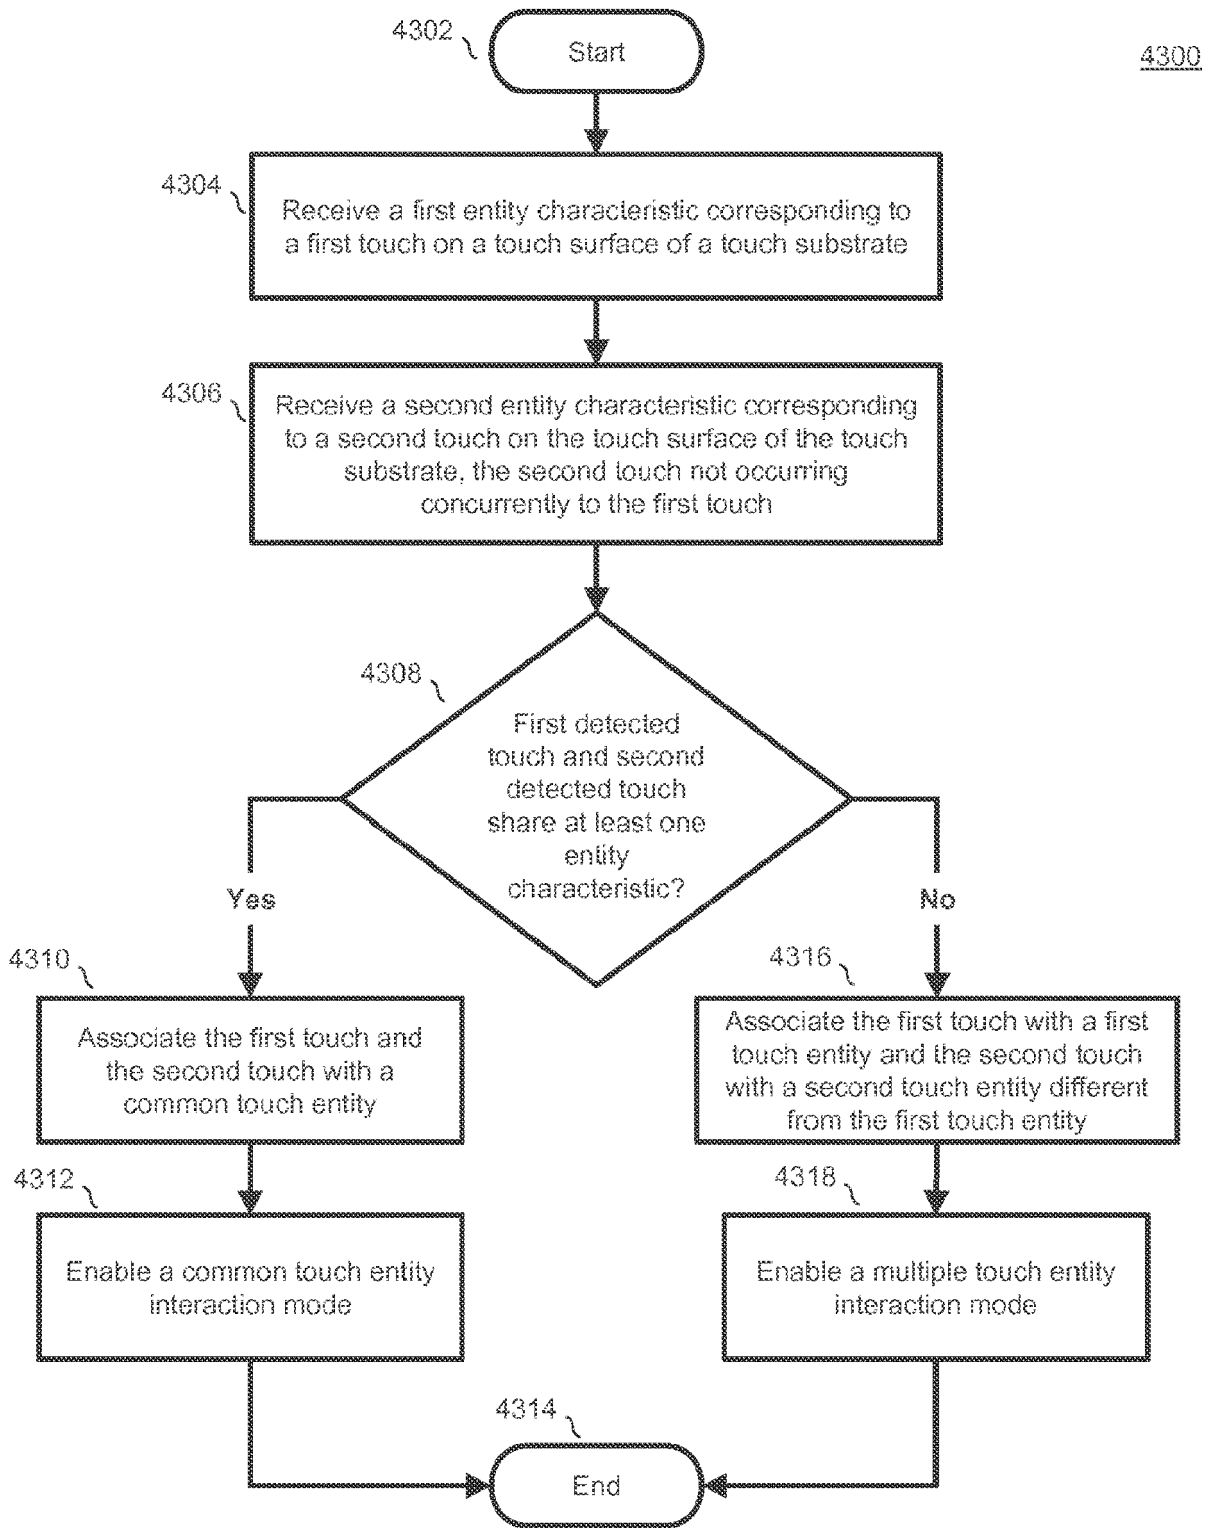 4302
Start
4300
4304
Receive a first entity characteristic corresponding to
a first touch on a touch surface of a touch substrate
4306
Receive a second entity characteristic corresponding
to a second touch on the touch surface of the touch
substrate, the second touch not occurring
concurrently to the first touch
4308
First detected
touch and second
detected touch
share at least one
entity
characteristic?
Yes
No
4310
Associate the first touch and
the second touch with a
common touch entity
4316
Associate the first touch with a first
touch entity and the second touch
with a second touch entity different
from the first touch entity
4312
Enable a common touch entity
interaction mode
4318
Enable a multiple touch entity
interaction mode
4314
End